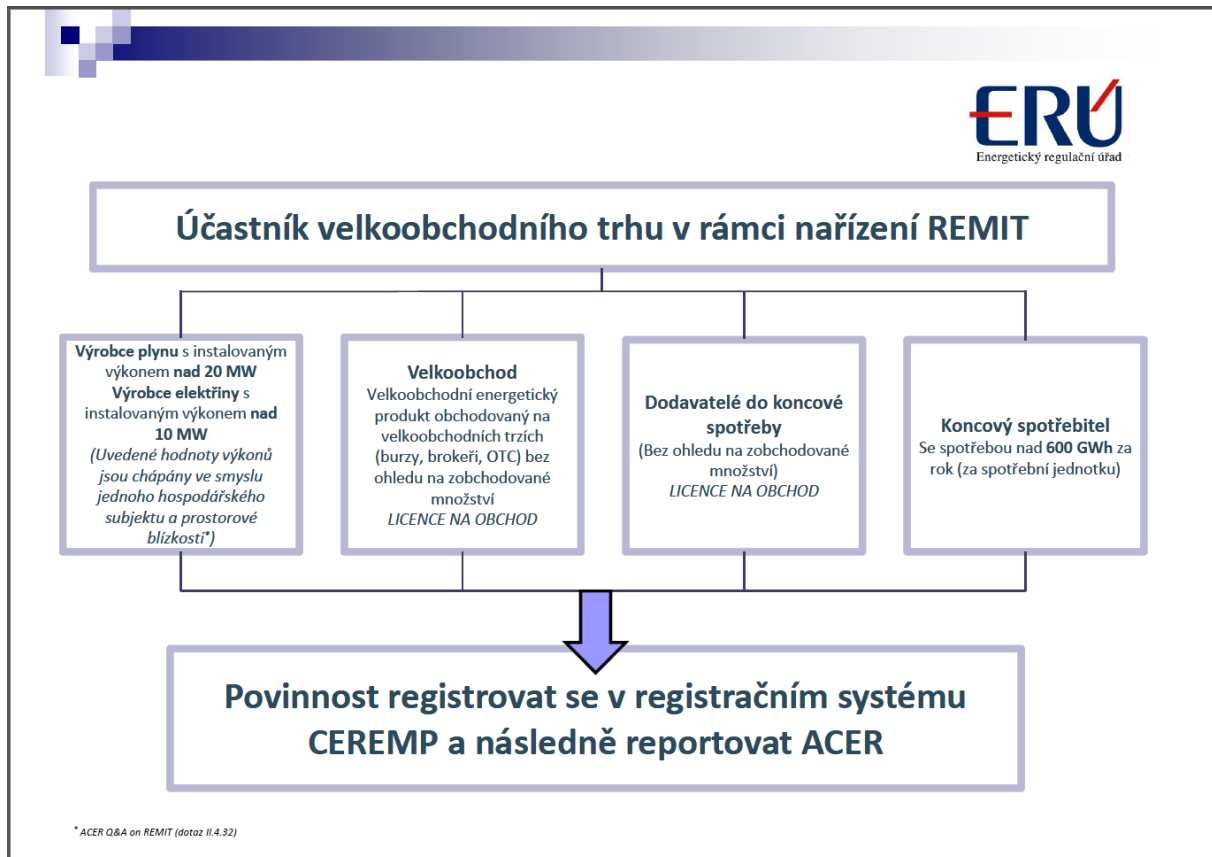 ERÚ
Energetický regulační úřad
Účastník velkoobchodního trhu v rámci nařízení REMIT
Výrobce plynu s instalovaným
výkonem nad 20 MW
Výrobce elektřiny s
instalovaným výkonem nad
10 MW
(Uvedené hodnoty výkonů
jsou chápány ve smyslu
jednoho hospodářského
subjektu a prostorové
blízkosti*)
Velkoobchod
Velkoobchodní energetický
produkt obchodovaný na
velkoobchodních trzích
(burzy, brokeři, OTC) bez
ohledu na zobchodované
množství
LICENCE NA OBCHOD
Dodavatelé do koncové
spotřeby
(Bez ohledu na zobchodované
množství)
LICENCE NA OBCHOD
Koncový spotřebitel
Se spotřebou nad 600 GWh za
rok (za spotřební jednotku)
Povinnost registrovat se v registračním systému
CEREMP a následně reportovat ACER
* ACER Q&A on REMIT (dotaz II.4.32)